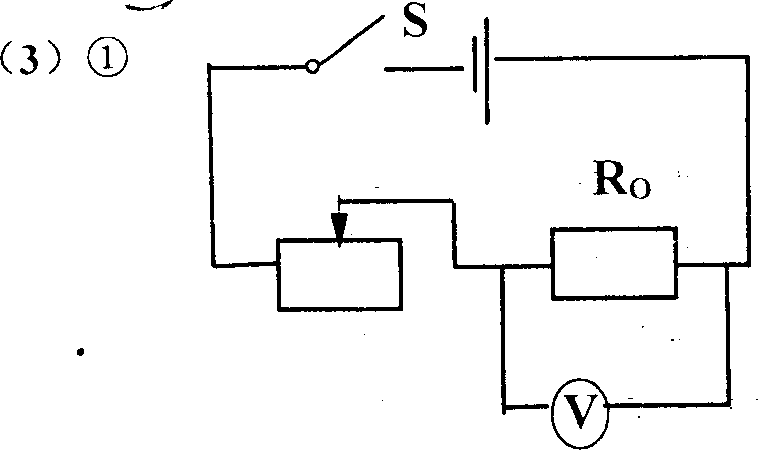 (3) ①
S
R₀
V